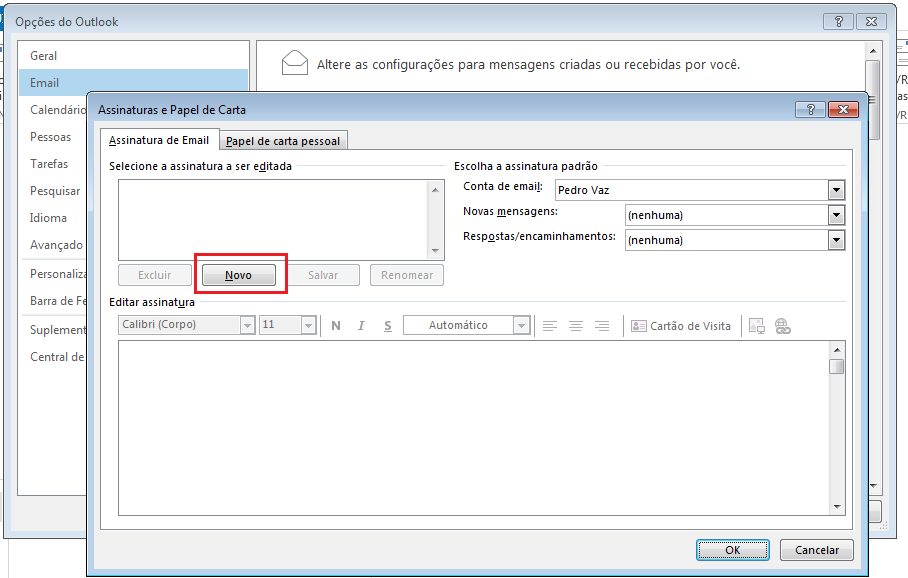 Opções do Outlook
Geral
Altere as configurações para mensagens criadas ou recebidas por você.
Email
Calendário
Pessoas
Tarefas
Pesquisar
Idioma
Avançado
Personaliza
Barra de Fe
Suplement
Central de
Assinaturas e Papel de Carta
Assinatura de Email
Papel de carta pessoal
Selecione a assinatura a ser editada
Escolha a assinatura padrão
Conta de email: Pedro Vaz
Novas mensagens: (nenhuma)
Respostas/encaminhamentos: (nenhuma)
Excluir Novo Salvar Renomear
Editar assinatura
Calibri (Corpo) 11 N I S Automático Cartão de Visita
OK Cancelar